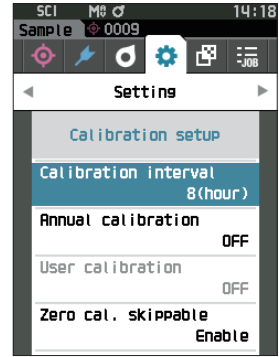 SCI M0 14:18
Sample 0009
-JOB
Setting
Calibration setup
Calibration interval
8(hour)
Annual calibration
OFF
User calibration
OFF
Zero cal. skippable
Enable